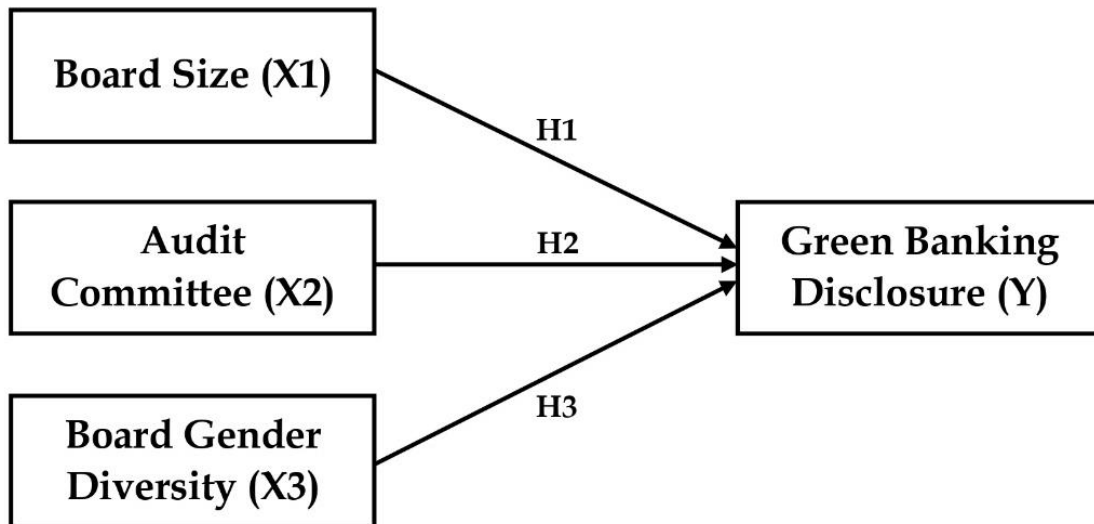 Board Size (X1)
H1
Audit
Committee (X2)
H2
Green Banking
Disclosure (Y)
Board Gender
Diversity (X3)
H3